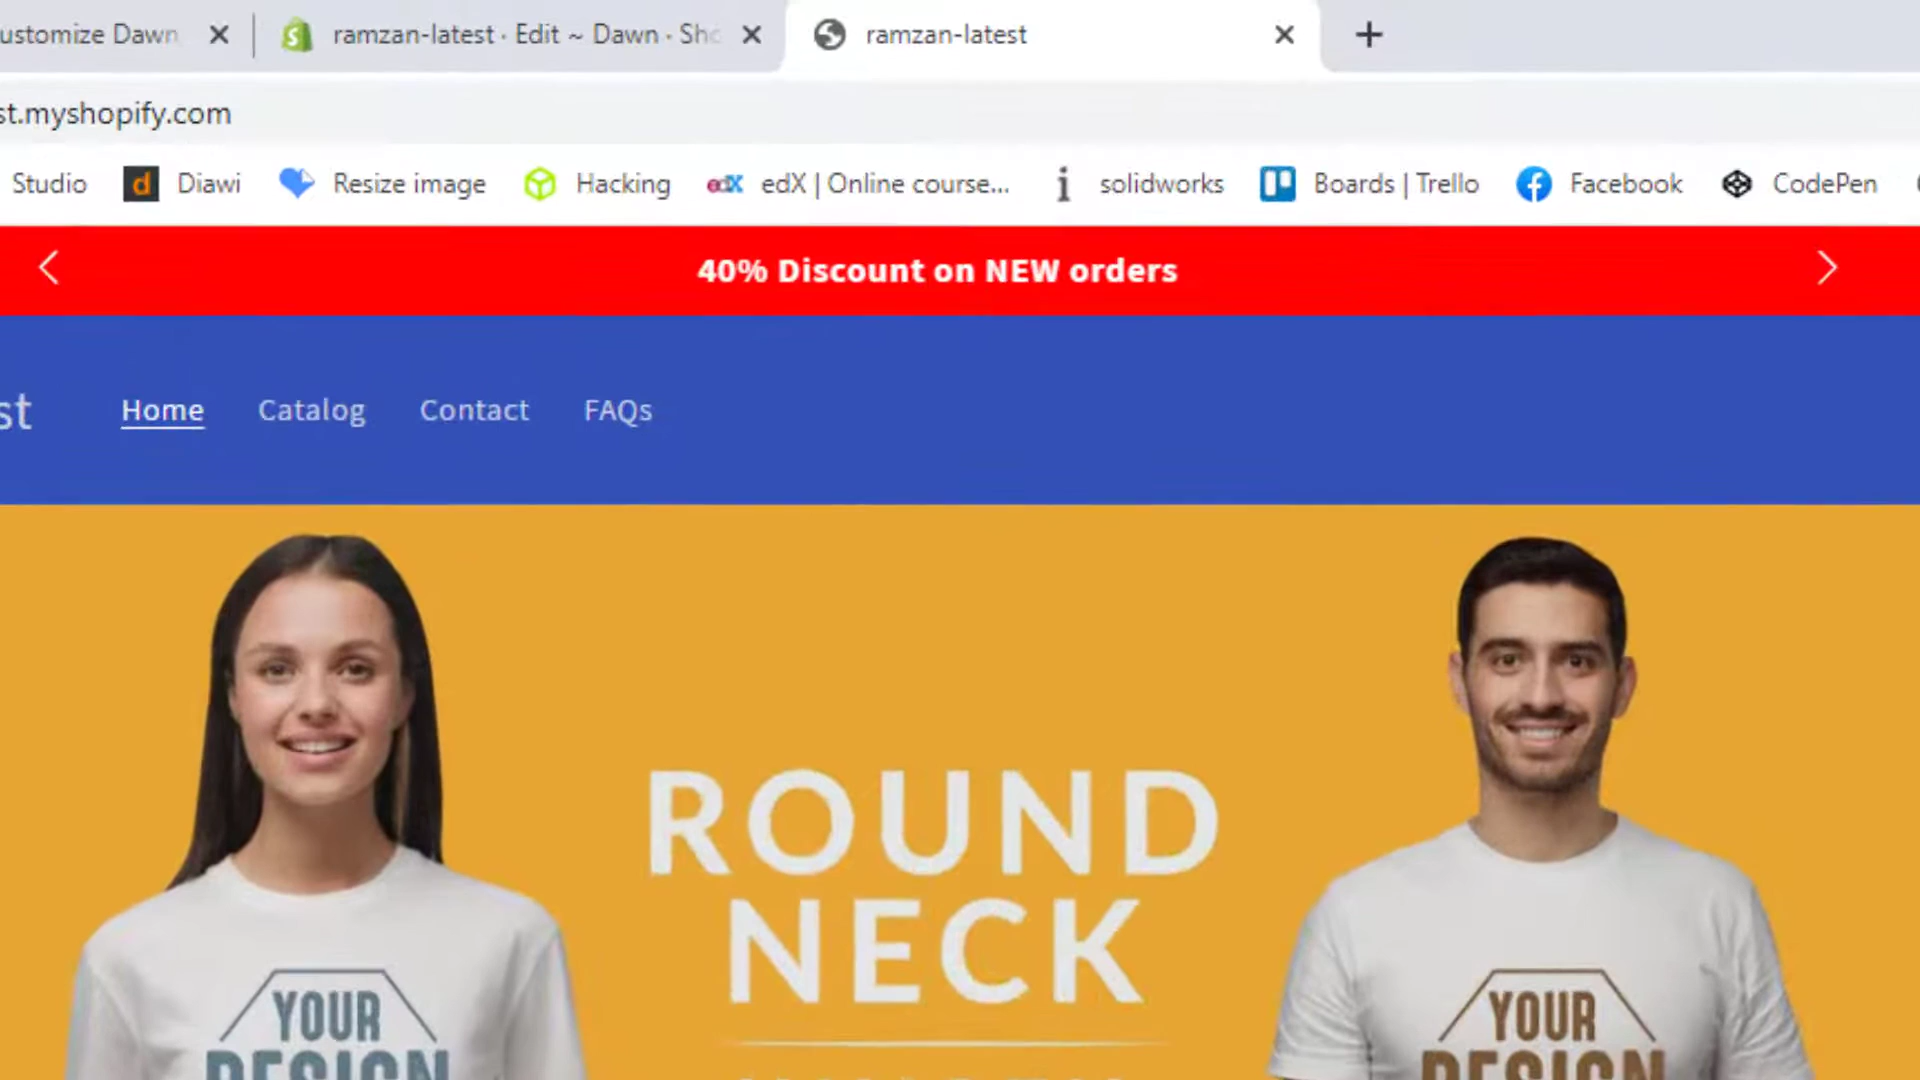 ustomize Dawn
ramzan-latest · Edit ~ Dawn · Sho
ramzan-latest
st.myshopify.com
Studio
d
Diawi
Resize image
Hacking
edX
edX | Online course...
solidworks
Boards | Trello
Facebook
CodePen
40% Discount on NEW orders
st
Home
Catalog
Contact
FAQs
ROUND
NECK
YOUR
DESIGN
YOUR
DESIGN